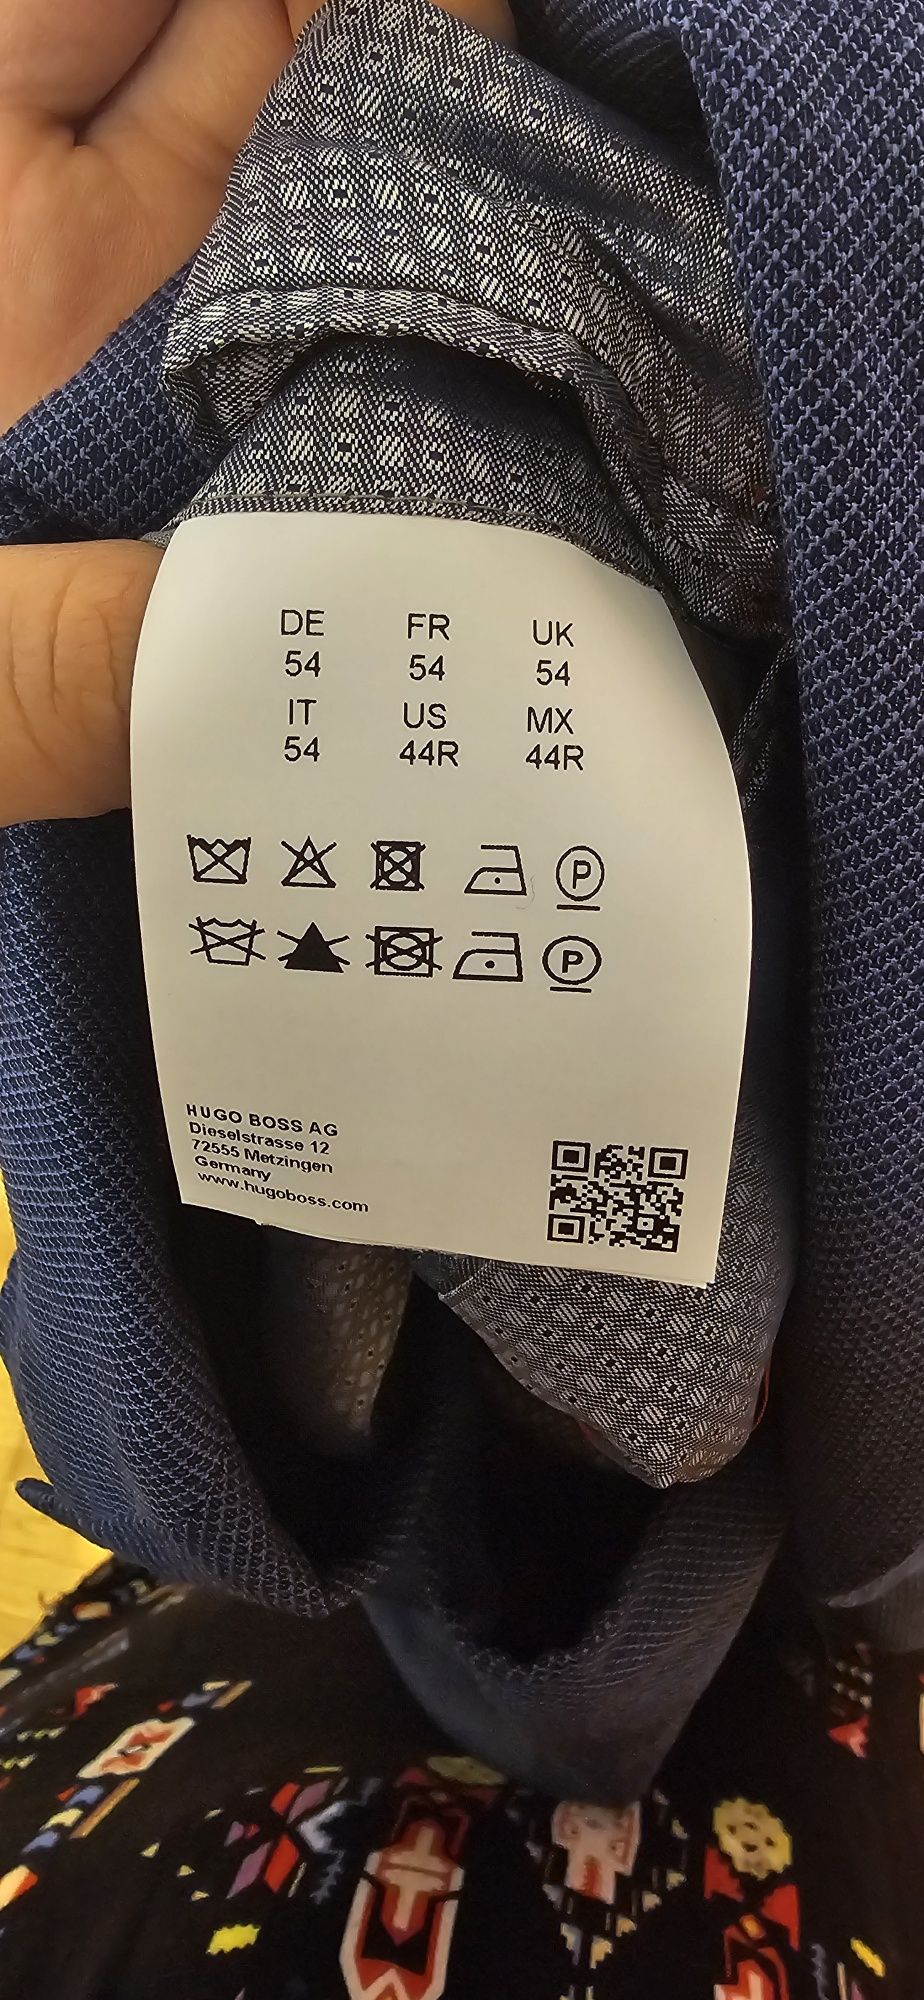 DE FR UK
54 54 54
IT US MX
54 44R 44R
P
P
HUGO BOSS AG
Dieselstrasse 12
72555 Metzingen
Germany
www.hugoboss.com